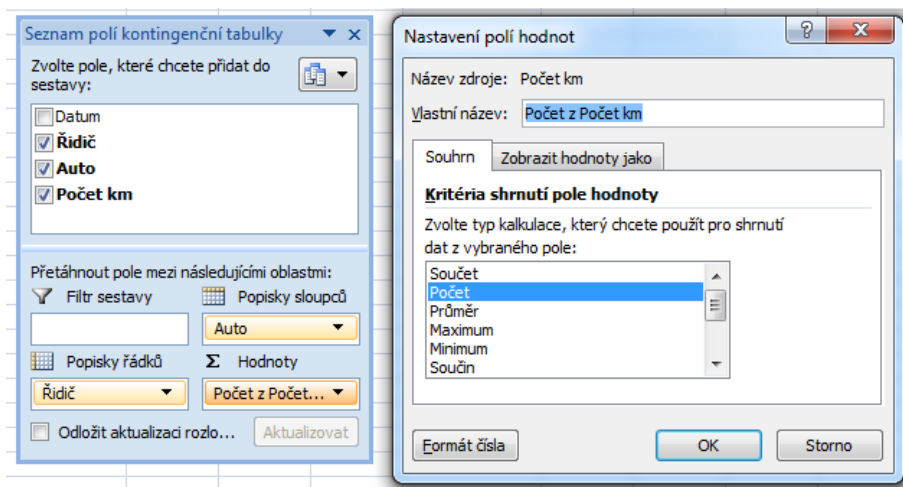 Seznam polí kontingenční tabulky
Zvolte pole, které chcete přidat do
sestavy:
Datum
Řidič
Auto
Počet km
Přetáhnout pole mezi následujícími oblastmi:
Filtr sestavy
Popisky sloupců
Auto
Popisky řádků
Σ Hodnoty
Řidič
Počet z Počet...
Odložit aktualizaci rozlo...
Aktualizovat
Nastavení polí hodnot
Název zdroje: Počet km
Vlastní název: Počet z Počet km
Souhrn
Zobrazit hodnoty jako
Kritéria shrnutí pole hodnoty
Zvolte typ kalkulace, který chcete použít pro shrnutí
dat z vybraného pole:
Součet
Počet
Průměr
Maximum
Minimum
Součin
Formát čísla
OK
Storno